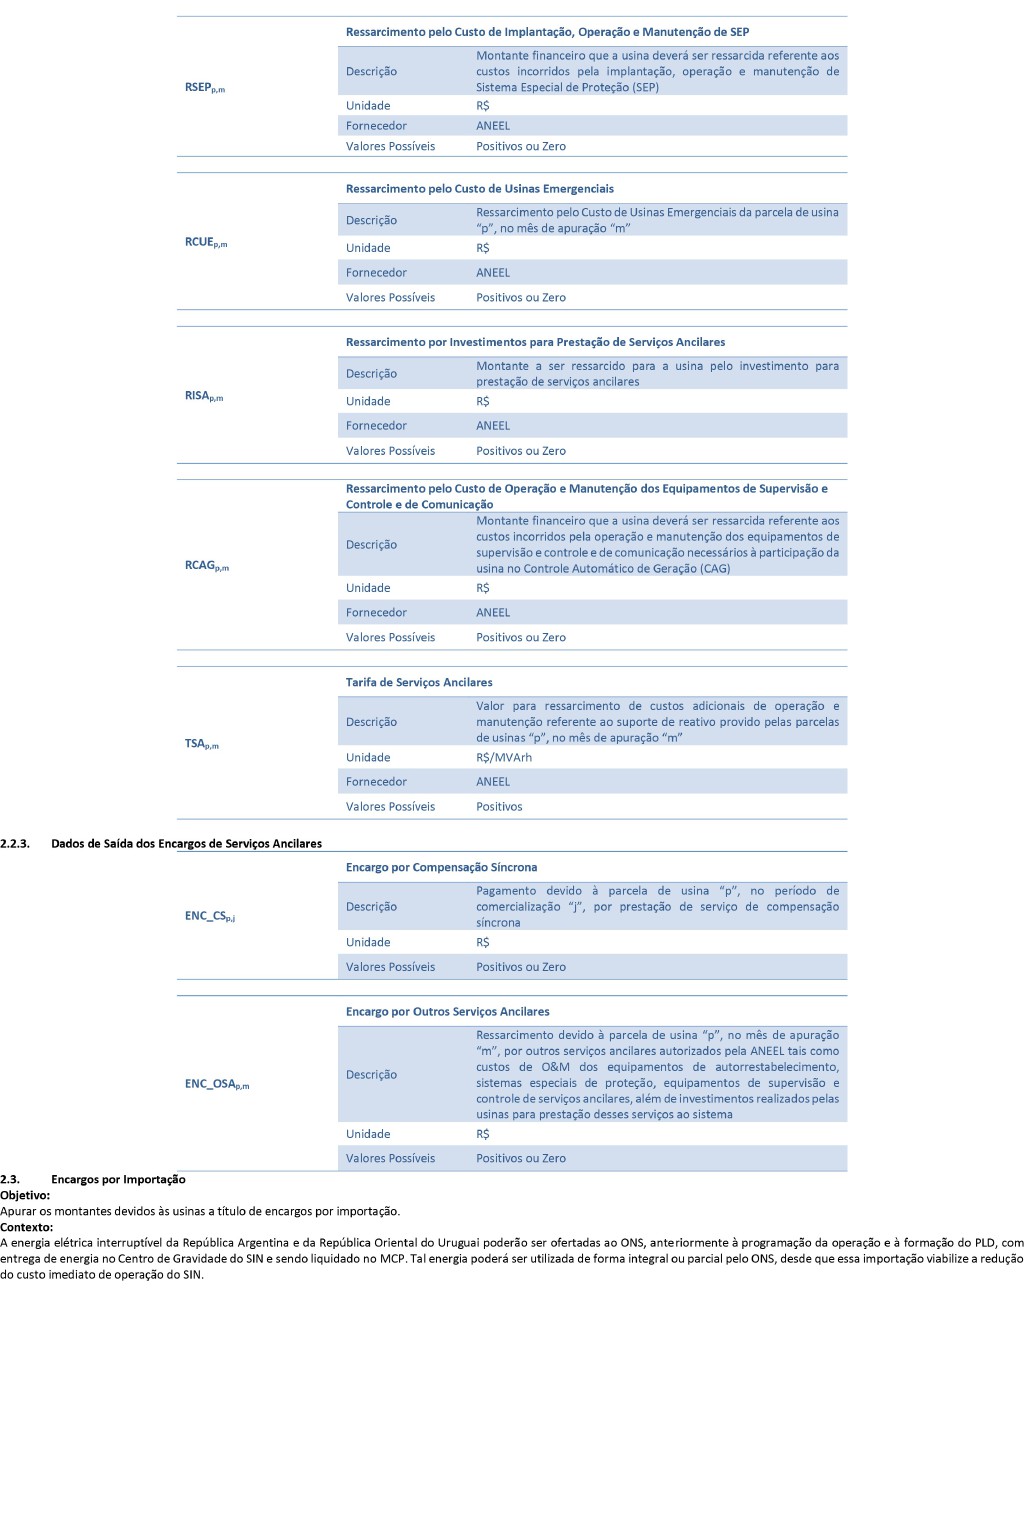 Ressarcimento pelo Custo de Implantação, Operação e Manutenção de SEP
RSEPp,m
Descrição
Montante financeiro que a usina deverá ser ressarcida referente aos
custos incorridos pela implantação, operação e manutenção de
Sistema Especial de Proteção (SEP)
Unidade R$
Fornecedor ANEEL
Valores Possíveis Positivos ou Zero
Ressarcimento pelo Custo de Usinas Emergenciais
RCUEp,m
Descrição
Ressarcimento pelo Custo de Usinas Emergenciais da parcela de usina
“p”, no mês de apuração “m”
Unidade R$
Fornecedor ANEEL
Valores Possíveis Positivos ou Zero
Ressarcimento por Investimentos para Prestação de Serviços Ancilares
RISAp,m
Descrição
Montante a ser ressarcido para a usina pelo investimento para
prestação de serviços ancilares
Unidade R$
Fornecedor ANEEL
Valores Possíveis Positivos ou Zero
Ressarcimento pelo Custo de Operação e Manutenção dos Equipamentos de Supervisão e
Controle e de Comunicação
RCAGp,m
Descrição
Montante financeiro que a usina deverá ser ressarcida referente aos
custos incorridos pela operação e manutenção dos equipamentos de
supervisão e controle e de comunicação necessários à participação da
usina no Controle Automático de Geração (CAG)
Unidade R$
Fornecedor ANEEL
Valores Possíveis Positivos ou Zero
Tarifa de Serviços Ancilares
TSAp,m
Descrição
Valor para ressarcimento de custos adicionais de operação e
manutenção referente ao suporte de reativo provido pelas parcelas
de usinas “p”, no mês de apuração “m”
Unidade R$/MVArh
Fornecedor ANEEL
Valores Possíveis Positivos
2.2.3. Dados de Saída dos Encargos de Serviços Ancilares
Encargo por Compensação Síncrona
ENC_CSp,j
Descrição
Pagamento devido à parcela de usina “p”, no período de
comercialização “j”, por prestação de serviço de compensação
síncrona
Unidade R$
Valores Possíveis Positivos ou Zero
Encargo por Outros Serviços Ancilares
ENC_OSAp,m
Descrição
Ressarcimento devido à parcela de usina “p”, no mês de apuração
“m”, por outros serviços ancilares autorizados pela ANEEL tais como
custos de O&M dos equipamentos de autorrestabelecimento,
sistemas especiais de proteção, equipamentos de supervisão e
controle de serviços ancilares, além de investimentos realizados pelas
usinas para prestação desses serviços ao sistema
Unidade R$
Valores Possíveis Positivos ou Zero
2.3. Encargos por Importação
Objetivo:
Apurar os montantes devidos às usinas a título de encargos por importação.
Contexto:
A energia elétrica interruptível da República Argentina e da República Oriental do Uruguai poderão ser ofertadas ao ONS, anteriormente à programação da operação e à formação do PLD, com
entrega de energia no Centro de Gravidade do SIN e sendo liquidado no MCP. Tal energia poderá ser utilizada de forma integral ou parcial pelo ONS, desde que essa importação viabilize a redução
do custo imediato de operação do SIN.